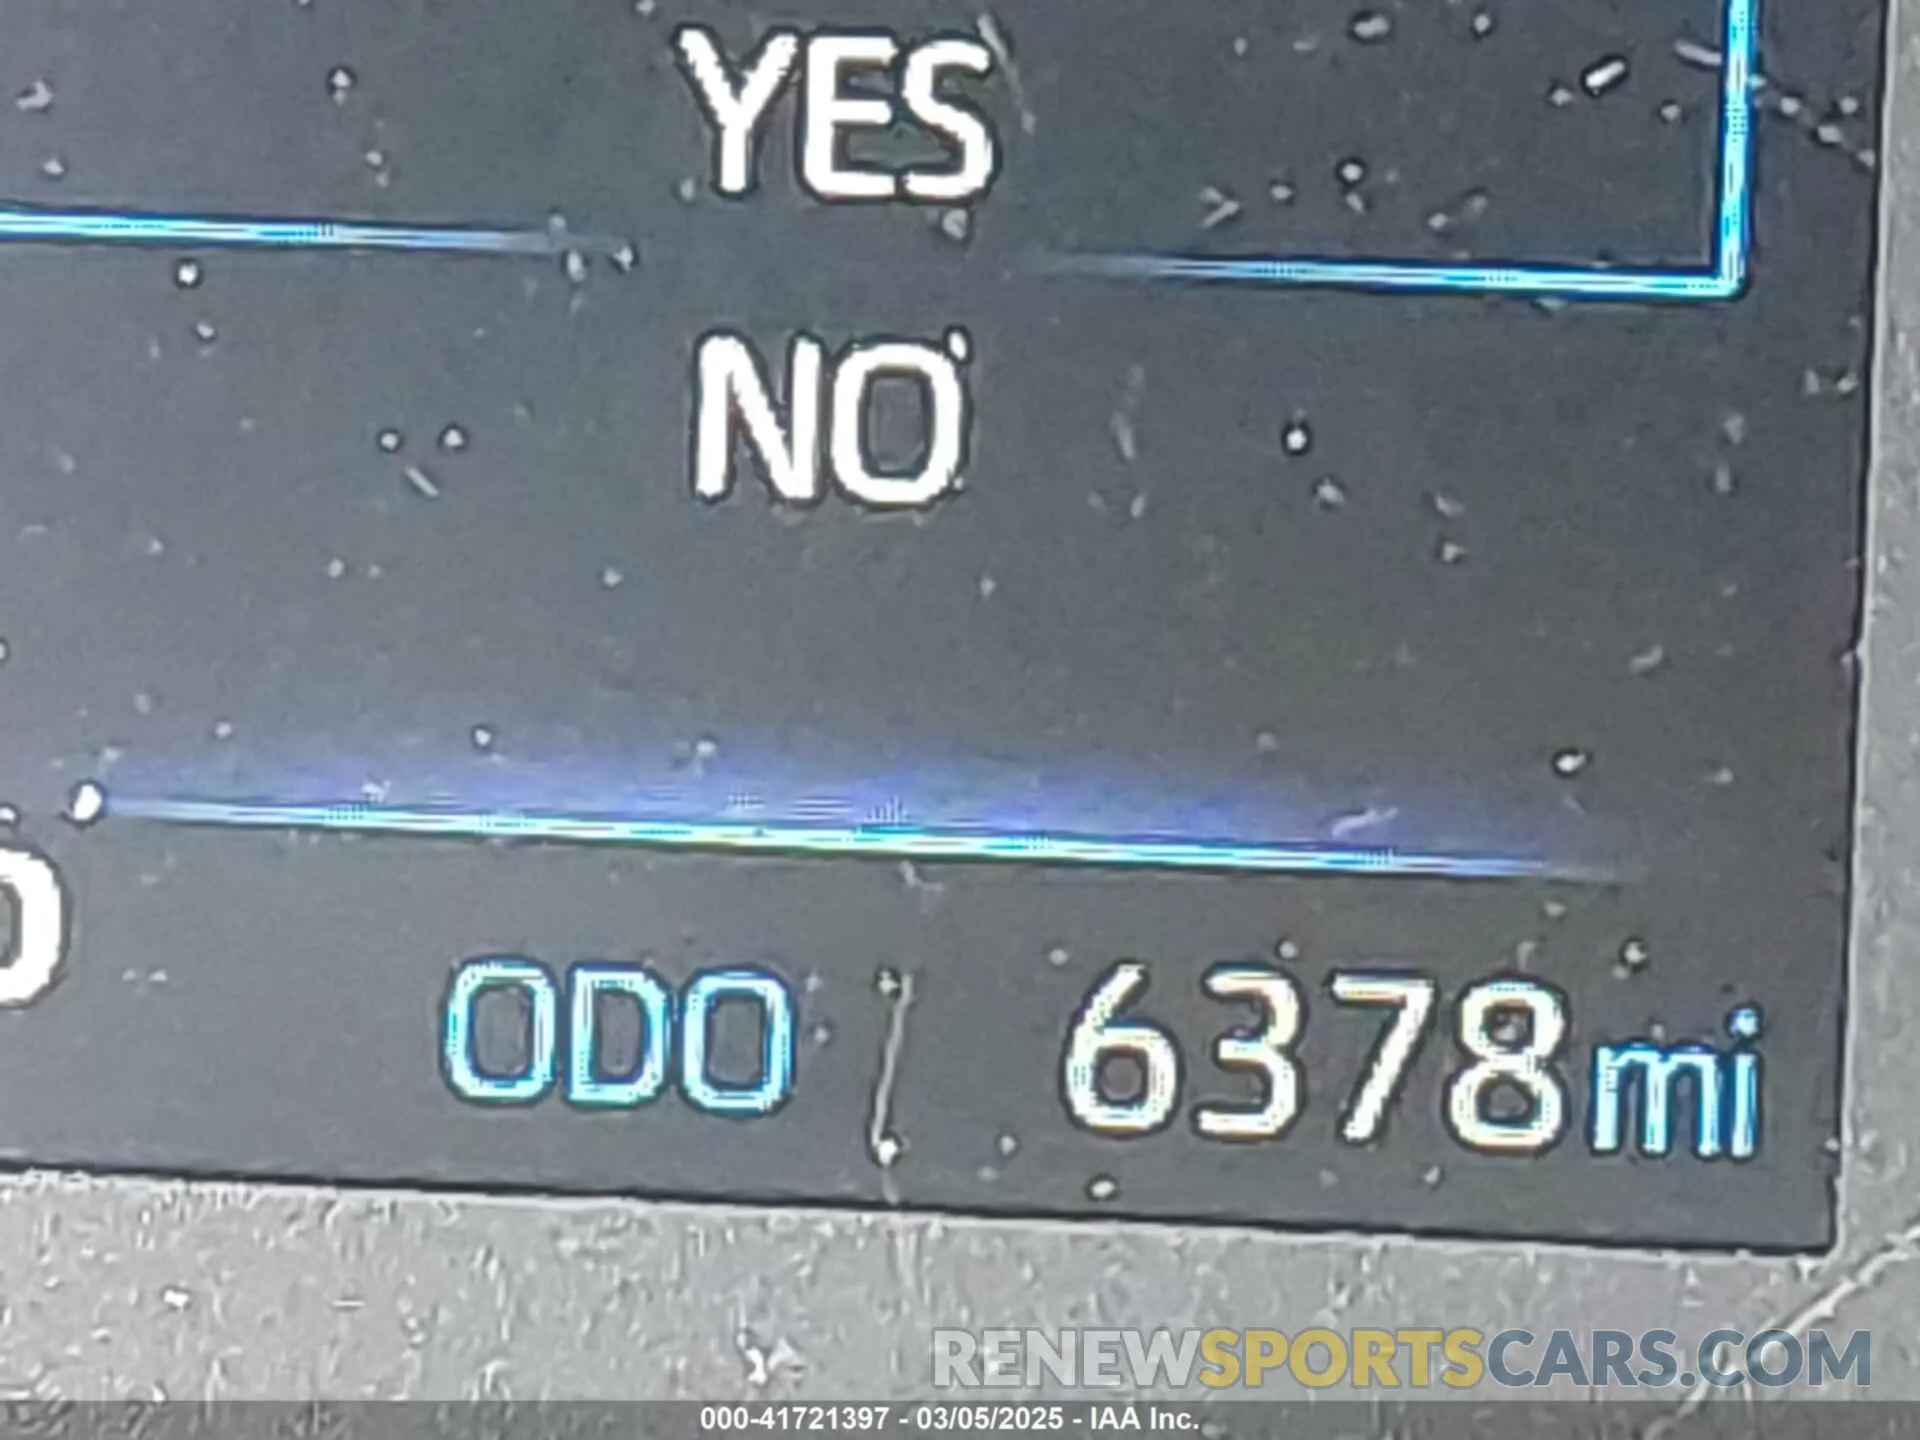 YES
NO
ODO 6378mi
RENEWSPORTSCARS.COM
000-41721397 - 03/05/2025 - IAA Inc.